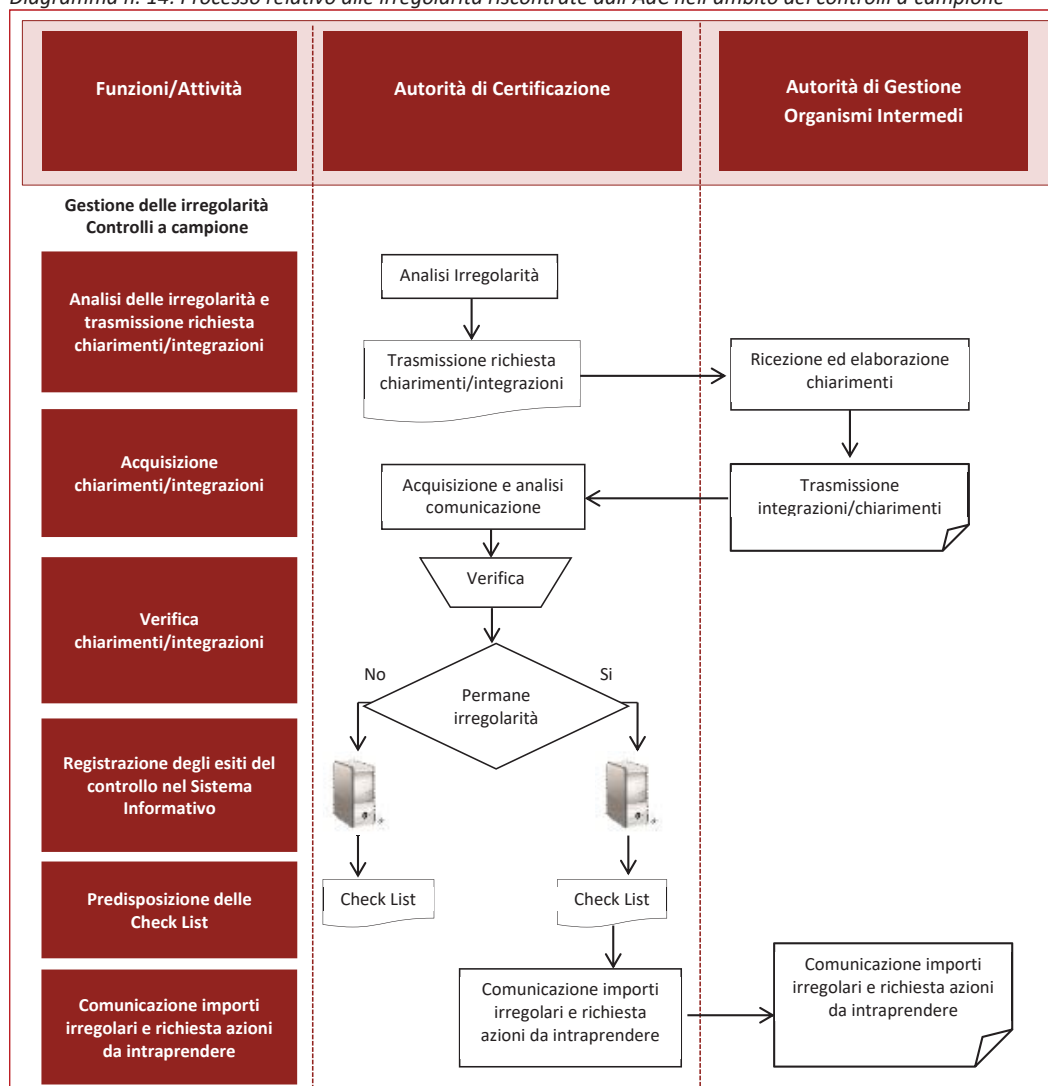 Diagramma n. 14: Processo relativo alle irregolarità riscontrate dall'AdC nell'ambito dei controlli a campione
Funzioni/Attività
Autorità di Certificazione
Autorità di Gestione
Organismi Intermedi
Gestione delle irregolarità
Controlli a campione
Analisi delle irregolarità e
trasmissione richiesta
chiarimenti/integrazioni
Analisi Irregolarità
Trasmissione richiesta
chiarimenti/integrazioni
Ricezione ed elaborazione
chiarimenti
Acquisizione
chiarimenti/integrazioni
Acquisizione e analisi
comunicazione
Trasmissione
integrazioni/chiarimenti
Verifica
chiarimenti/integrazioni
Verifica
No
Si
Permane
irregolarità
Registrazione degli esiti del
controllo nel Sistema
Informativo
Predisposizione delle
Check List
Check List
Check List
Comunicazione importi
irregolari e richiesta azioni
da intraprendere
Comunicazione importi
irregolari e richiesta
azioni da intraprendere
Comunicazione importi
irregolari e richiesta azioni
da intraprendere